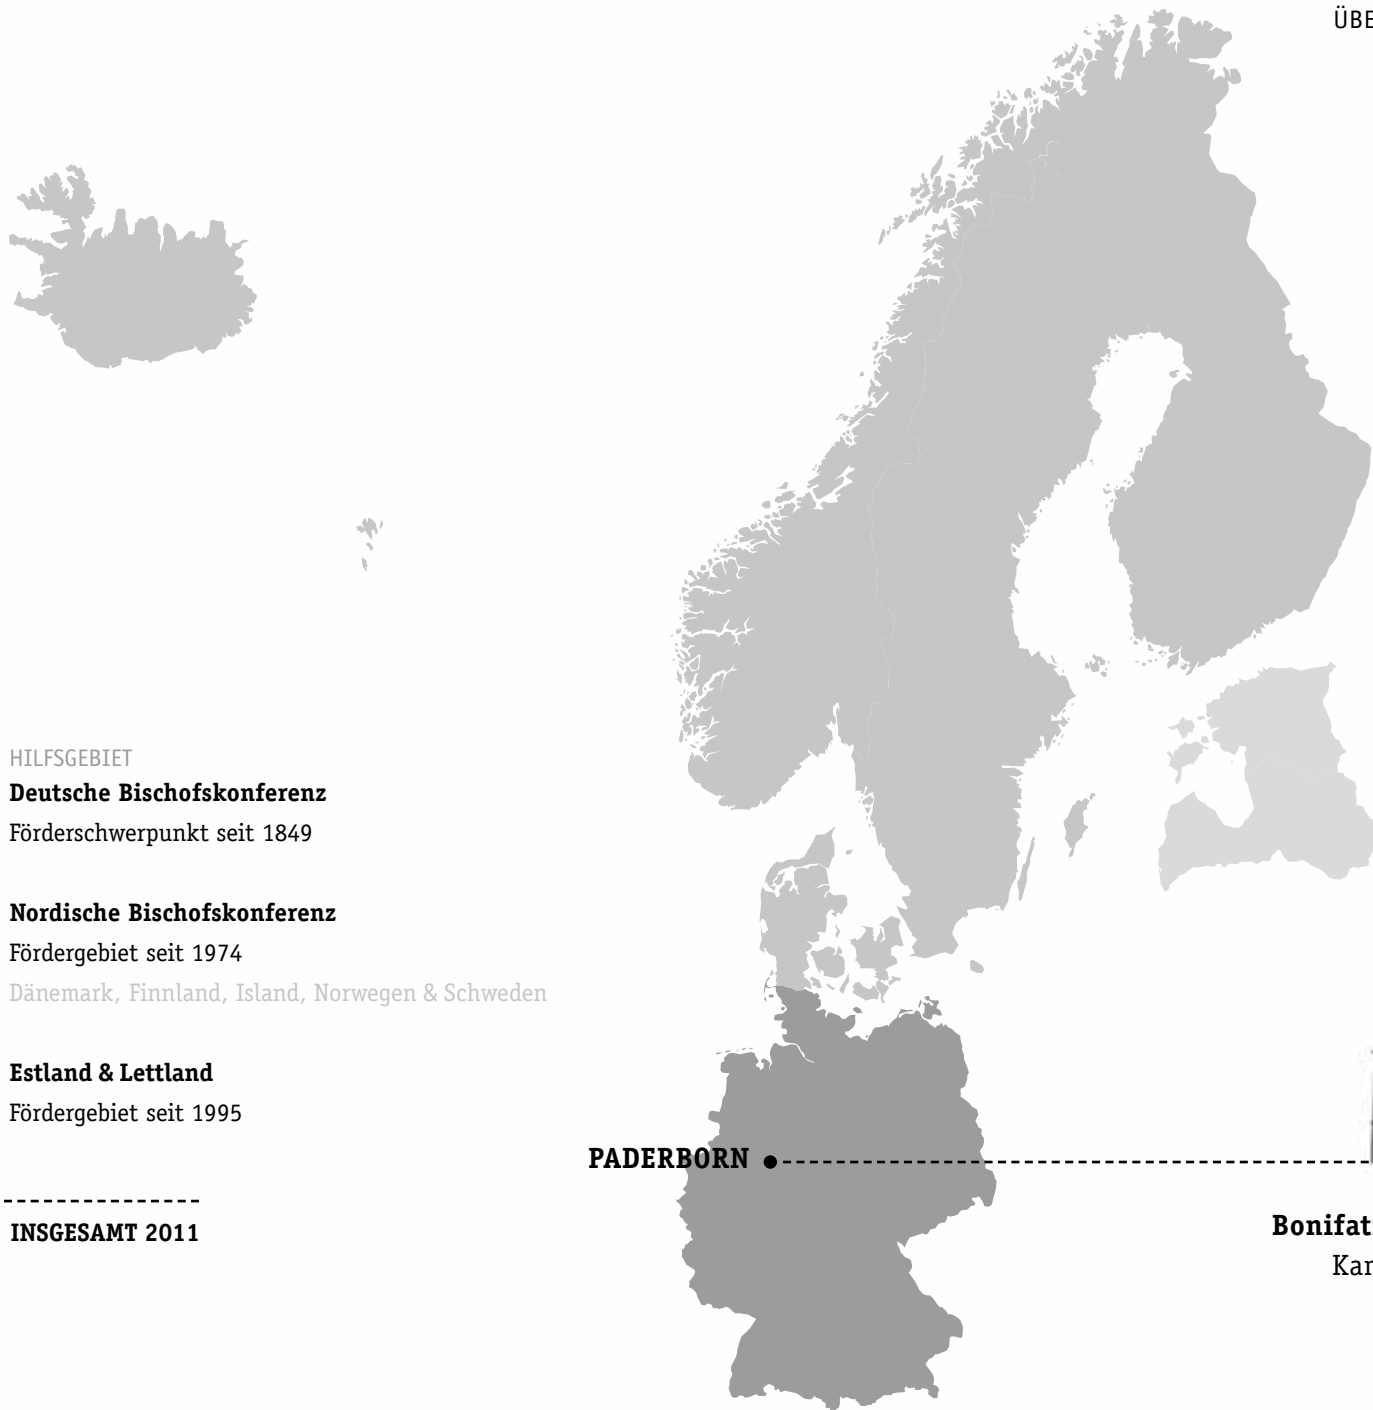 ÜBE
HILFSGEBIET
Deutsche Bischofskonferenz
Förderschwerpunkt seit 1849
Nordische Bischofskonferenz
Fördergebiet seit 1974
Dänemark, Finnland, Island, Norwegen & Schweden
Estland & Lettland
Fördergebiet seit 1995
PADERBORN
INSGESAMT 2011
Bonifat
Kar